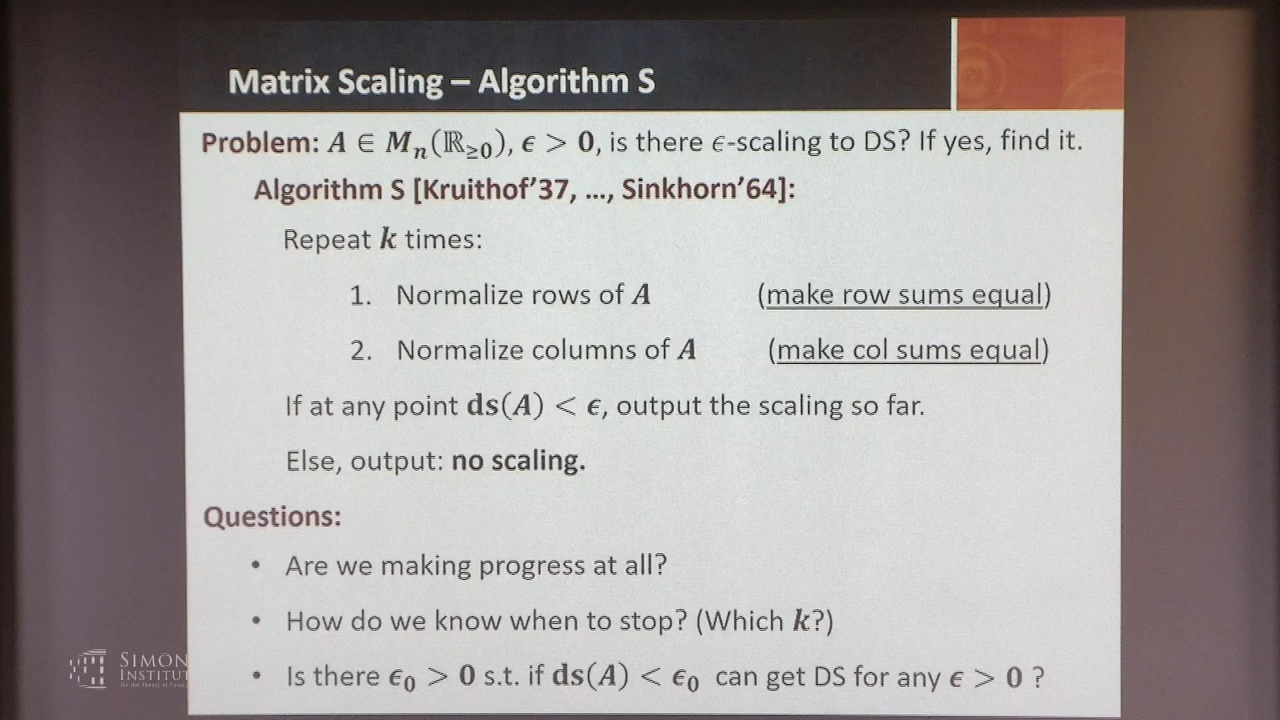 Matrix Scaling – Algorithm S
Problem: A ∈ Mₙ(ℝ≥0), ϵ > 0, is there ϵ-scaling to DS? If yes, find it.
Algorithm S [Kruithof'37, ..., Sinkhorn'64]:
Repeat k times:
1. Normalize rows of A (make row sums equal)
2. Normalize columns of A (make col sums equal)
If at any point ds(A) < ϵ, output the scaling so far.
Else, output: no scaling.
Questions:
• Are we making progress at all?
• How do we know when to stop? (Which k?)
• Is there ϵ₀ > 0 s.t. if ds(A) < ϵ₀ can get DS for any ϵ > 0 ?
SIMON
INSTITUT